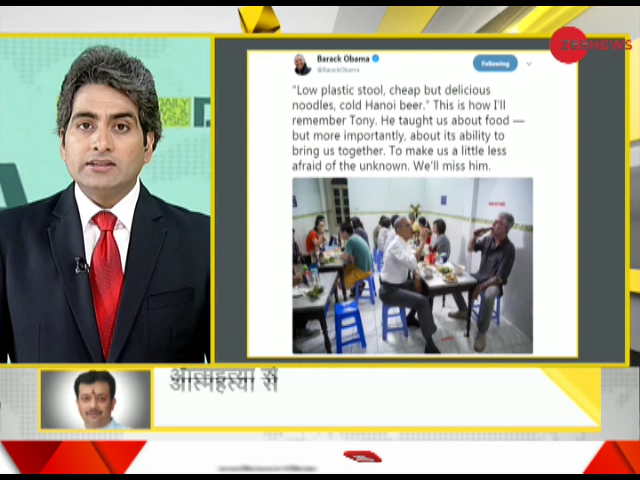 ZEE NEWS
Barack Obama
@BarackObama
Following
"Low plastic stool, cheap but delicious
noodles, cold Hanoi beer." This is how I'll
remember Tony. He taught us about food —
but more importantly, about its ability to
bring us together. To make us a little less
afraid of the unknown. We'll miss him.
आत्महत्या से